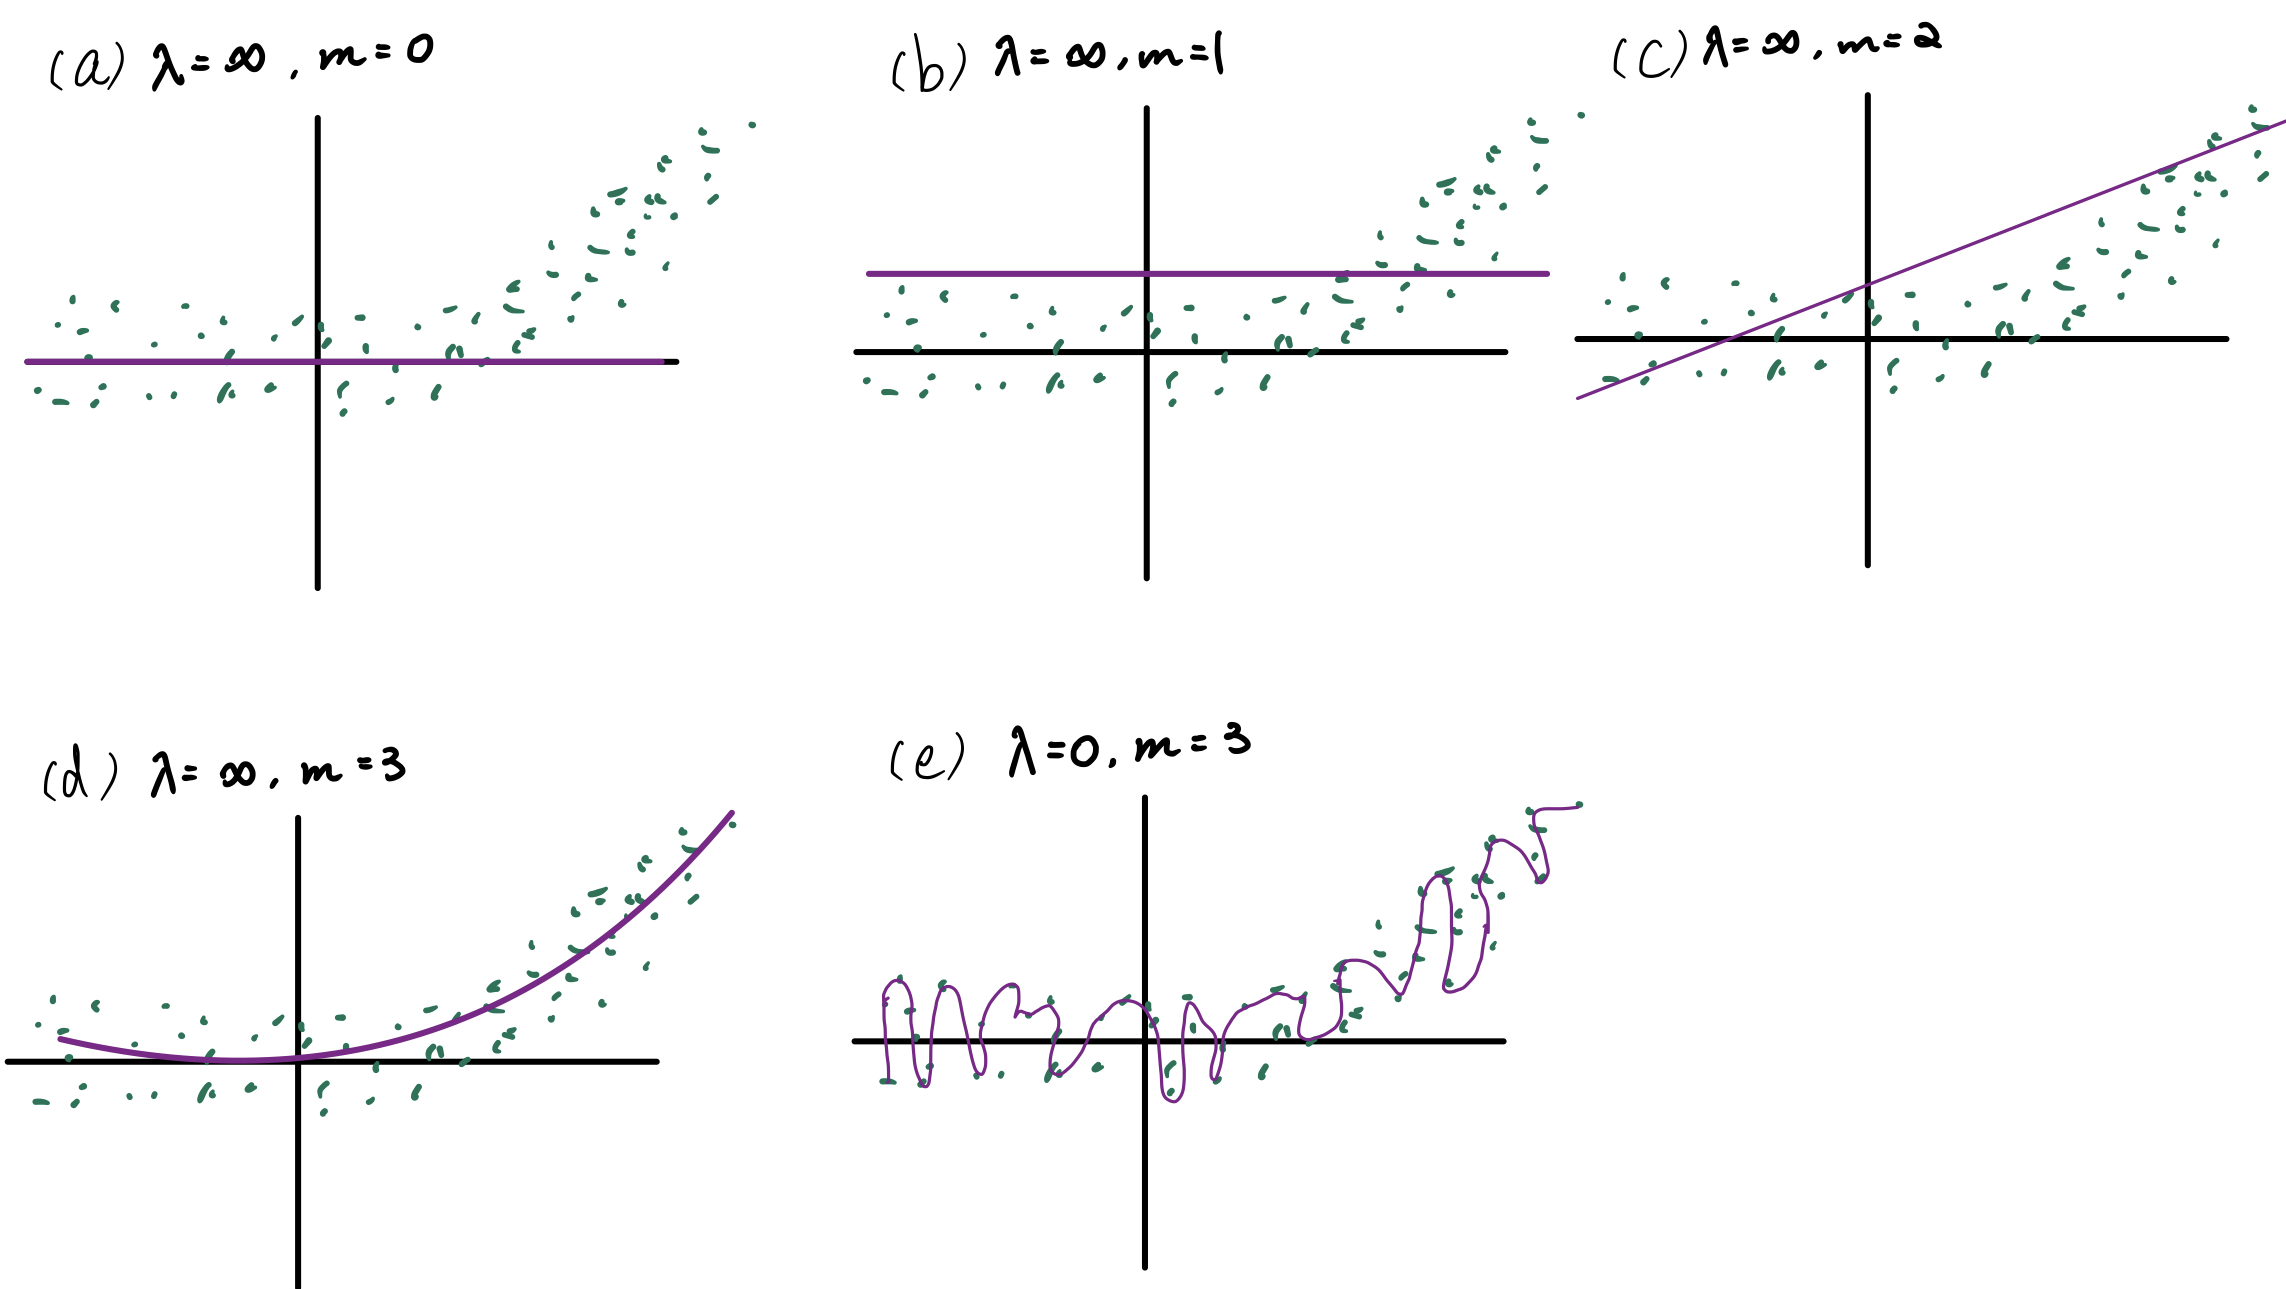 (a) λ=∞, m=0
(b) λ=∞, m=1
(c) λ=∞, m=2
(d) λ=∞, m=3
(e) λ=0, m=3